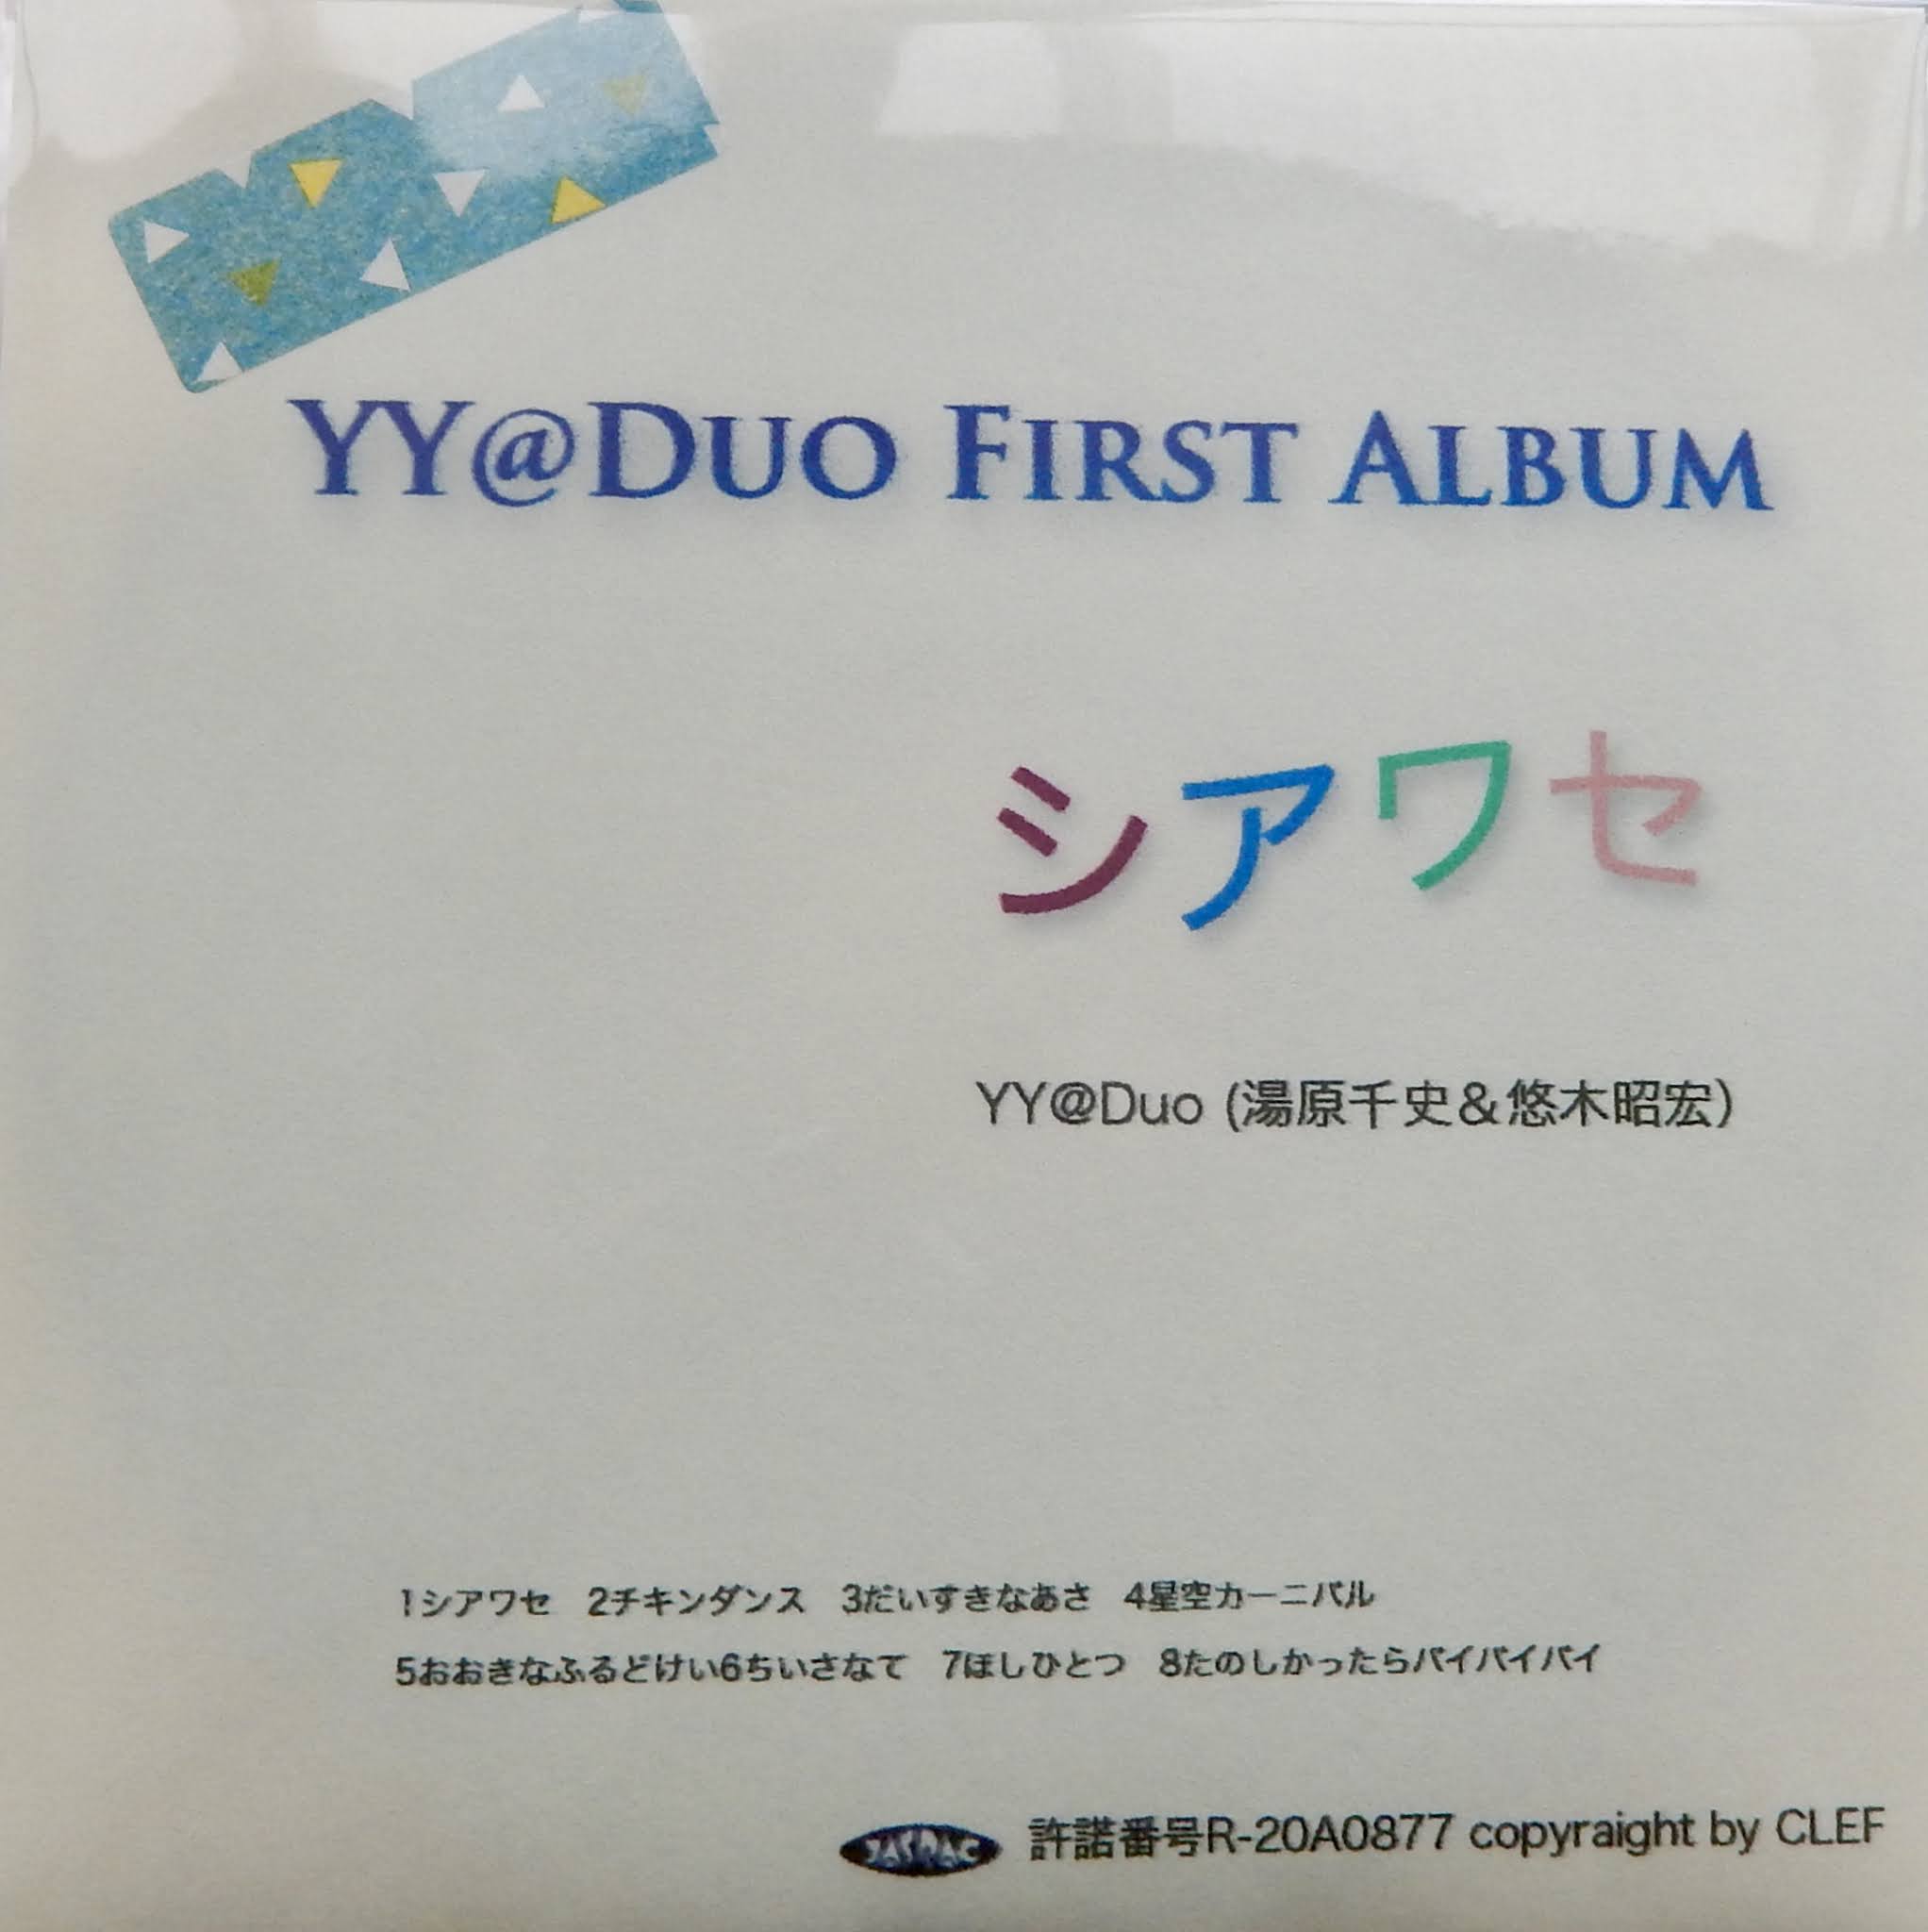 YY@DUO FIRST ALBUM
シアワセ
YY@Duo (湯原千史＆悠木昭宏)
1シアワセ 2チキンダンス 3だいすきなあさ 4星空カーニバル
5おおきなふるどけい6ちいさなて 7ほしひとつ 8たのしかったらバイバイバイ
JASRAC 許諾番号R-20A0877 copyraight by CLEF